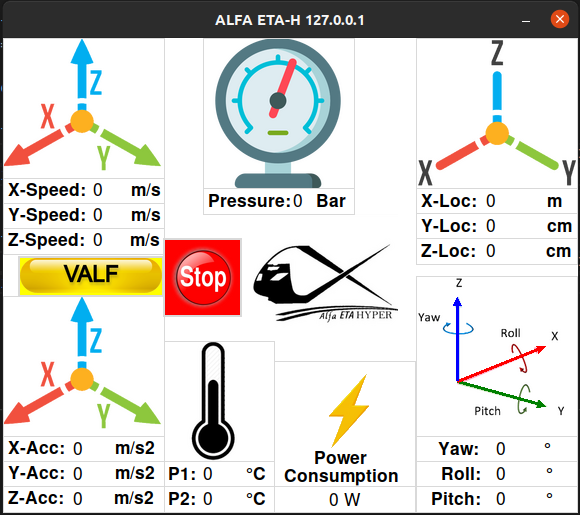 ALFA ETA-H 127.0.0.1
Z
X
Y
X-Speed: 0 m/s
Y-Speed: 0 m/s
Z-Speed: 0 m/s
Pressure:0 Bar
Z
X
Y
X-Loc: 0 m
Y-Loc: 0 cm
Z-Loc: 0 cm
VALF
Stop
Alfa ETA HYPER
Z
X
Y
X-Acc: 0 m/s2
Y-Acc: 0 m/s2
Z-Acc: 0 m/s2
P1: 0 °C
P2: 0 °C
Power
Consumption
0 W
Z
Yaw
Roll
X
Pitch
Y
Yaw: 0 °
Roll: 0 °
Pitch: 0 °